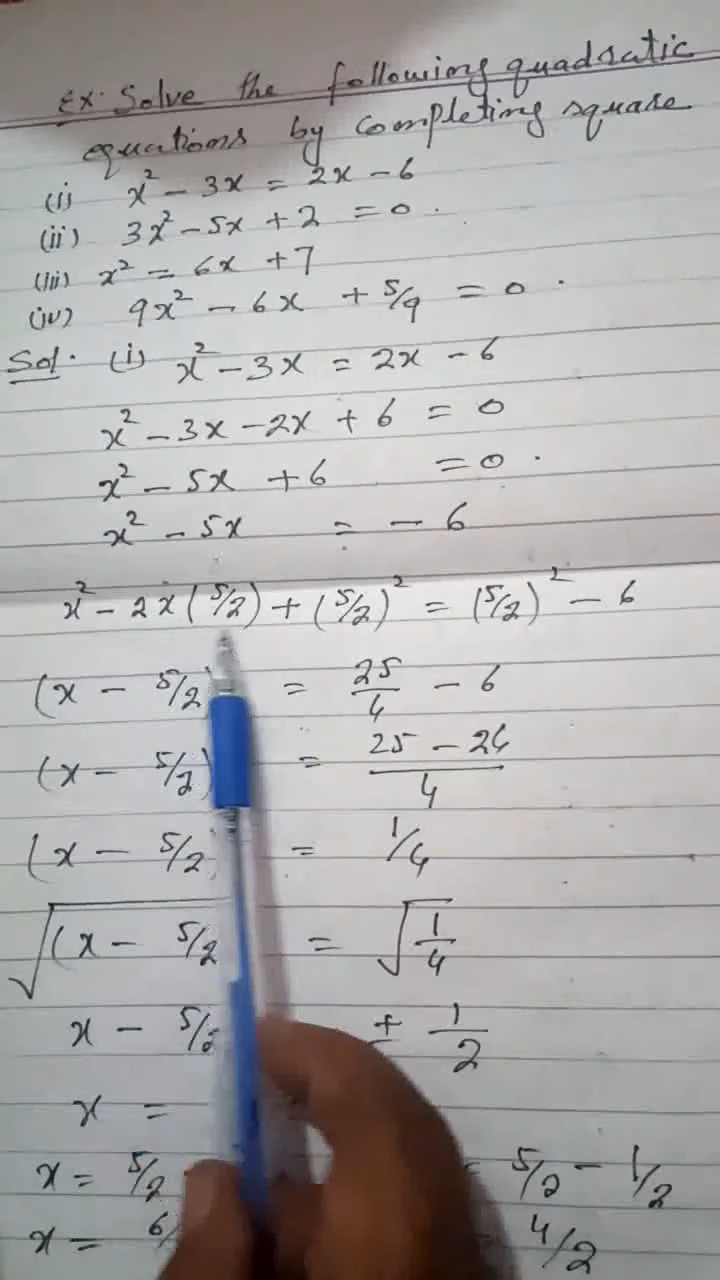 Ex. Solve the following quadratic
equations by completing square
(i) x² - 3x = 2x - 6
(ii) 3x² - 5x + 2 = 0.
(iii) x² = 6x + 7
(iv) 9x² - 6x + 5/9 = 0.
Sol. (i) x² - 3x = 2x - 6
x² - 3x - 2x + 6 = 0
x² - 5x + 6 = 0.
x² - 5x = - 6
x² - 2x(5/2) + (5/2)² = (5/2)² - 6
(x - 5/2) = 25/4 - 6
(x - 5/2) = 25 - 24/4
(x - 5/2 = 1/4
√(x - 5/2 = √1/4
x - 5/2 ± 1/2
x =
x = 5/2 = 5/2 - 1/2
x = 6/ = 4/2